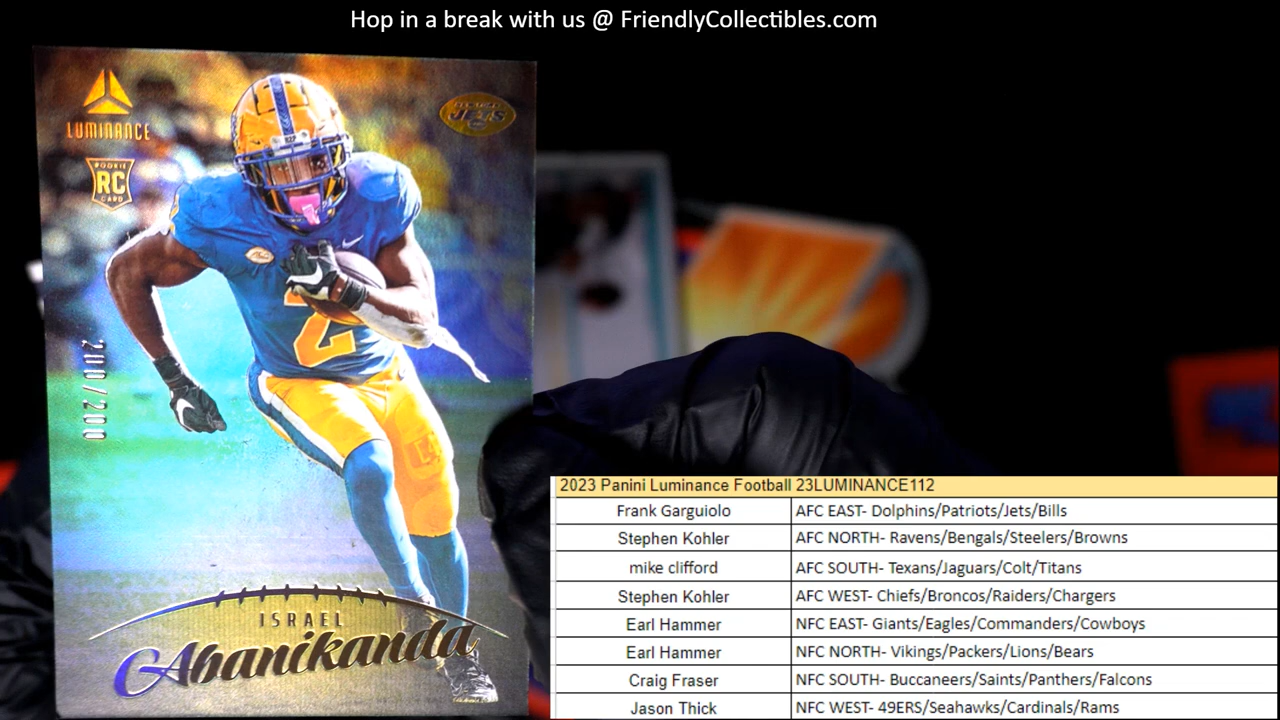 Hop in a break with us @ FriendlyCollectibles.com
LUMINANCE
ROOKIE
RC
CARD
JETS
2
200/200
ISRAEL
Abanikanda
2023 Panini Luminance Football 23LUMINANCE112
Frank Garguiolo AFC EAST- Dolphins/Patriots/Jets/Bills
Stephen Kohler AFC NORTH- Ravens/Bengals/Steelers/Browns
mike clifford AFC SOUTH- Texans/Jaguars/Colt/Titans
Stephen Kohler AFC WEST- Chiefs/Broncos/Raiders/Chargers
Earl Hammer NFC EAST- Giants/Eagles/Commanders/Cowboys
Earl Hammer NFC NORTH- Vikings/Packers/Lions/Bears
Craig Fraser NFC SOUTH- Buccaneers/Saints/Panthers/Falcons
Jason Thick NFC WEST- 49ERS/Seahawks/Cardinals/Rams